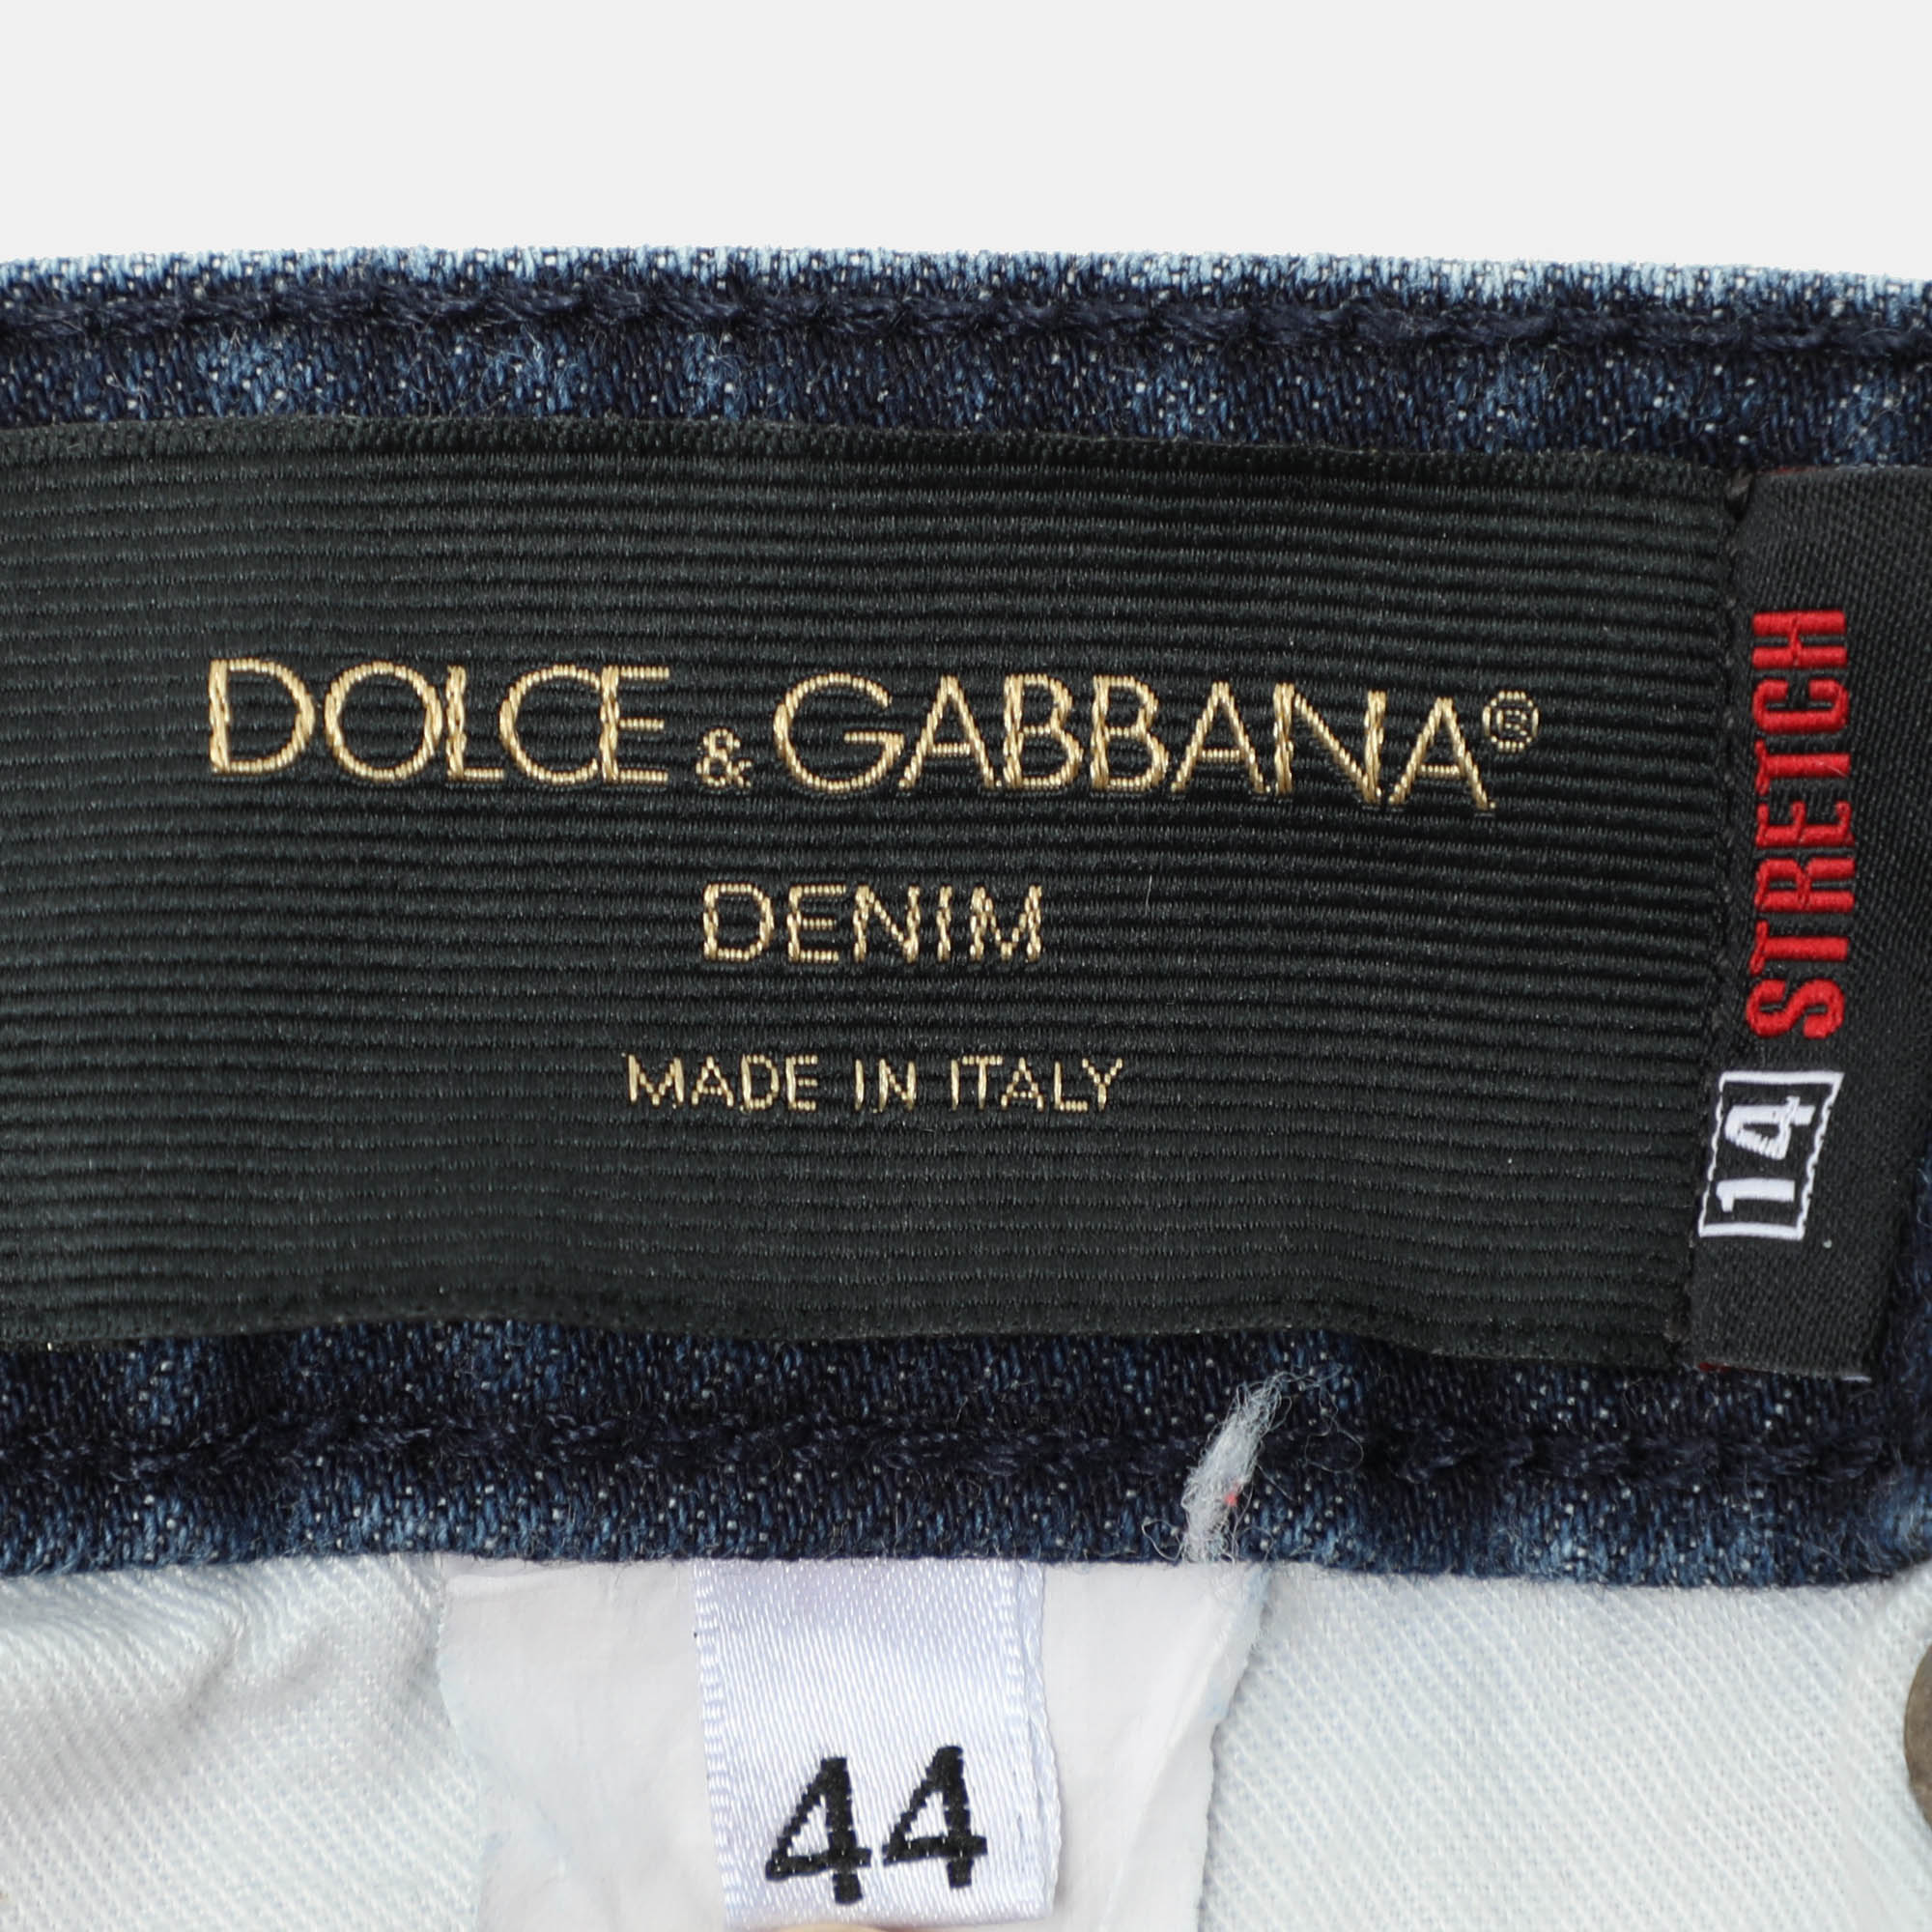 DOLCE & GABBANA®
DENIM
MADE IN ITALY
14 STRETCH
44